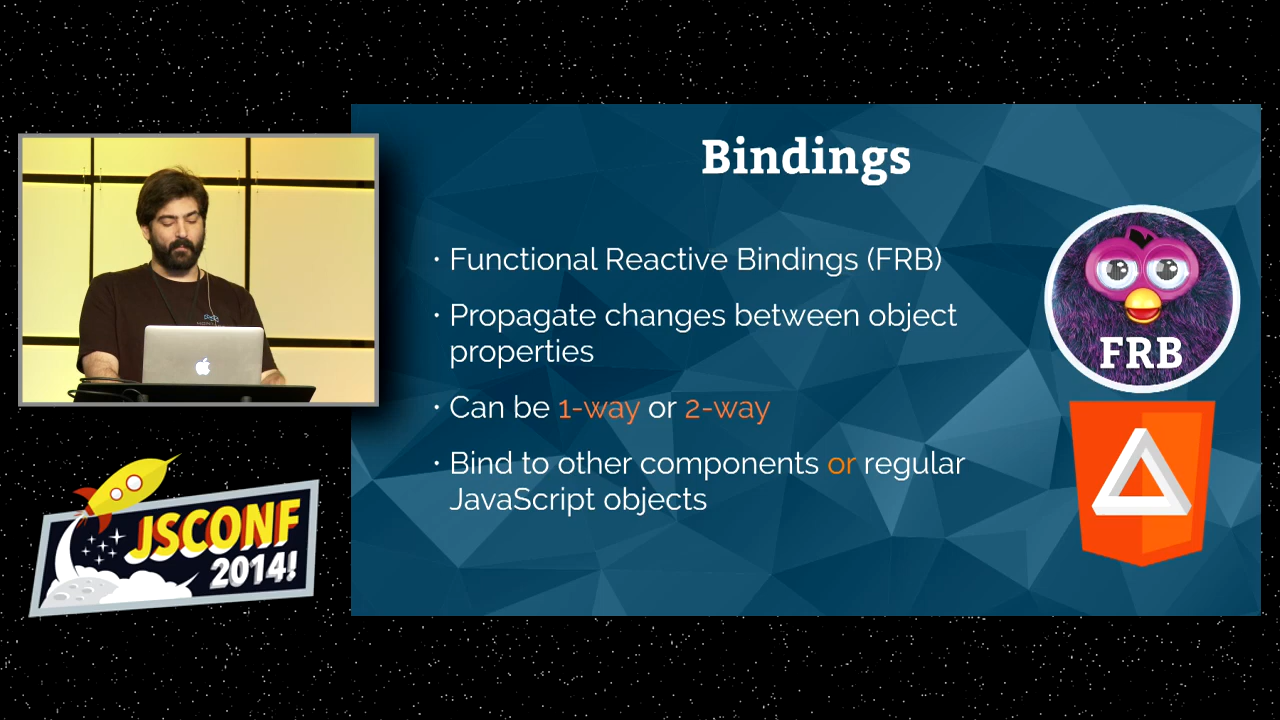 Bindings
· Functional Reactive Bindings (FRB)
· Propagate changes between object
properties
· Can be 1-way or 2-way
· Bind to other components or regular
JavaScript objects
FRB
JSCONF
2014!